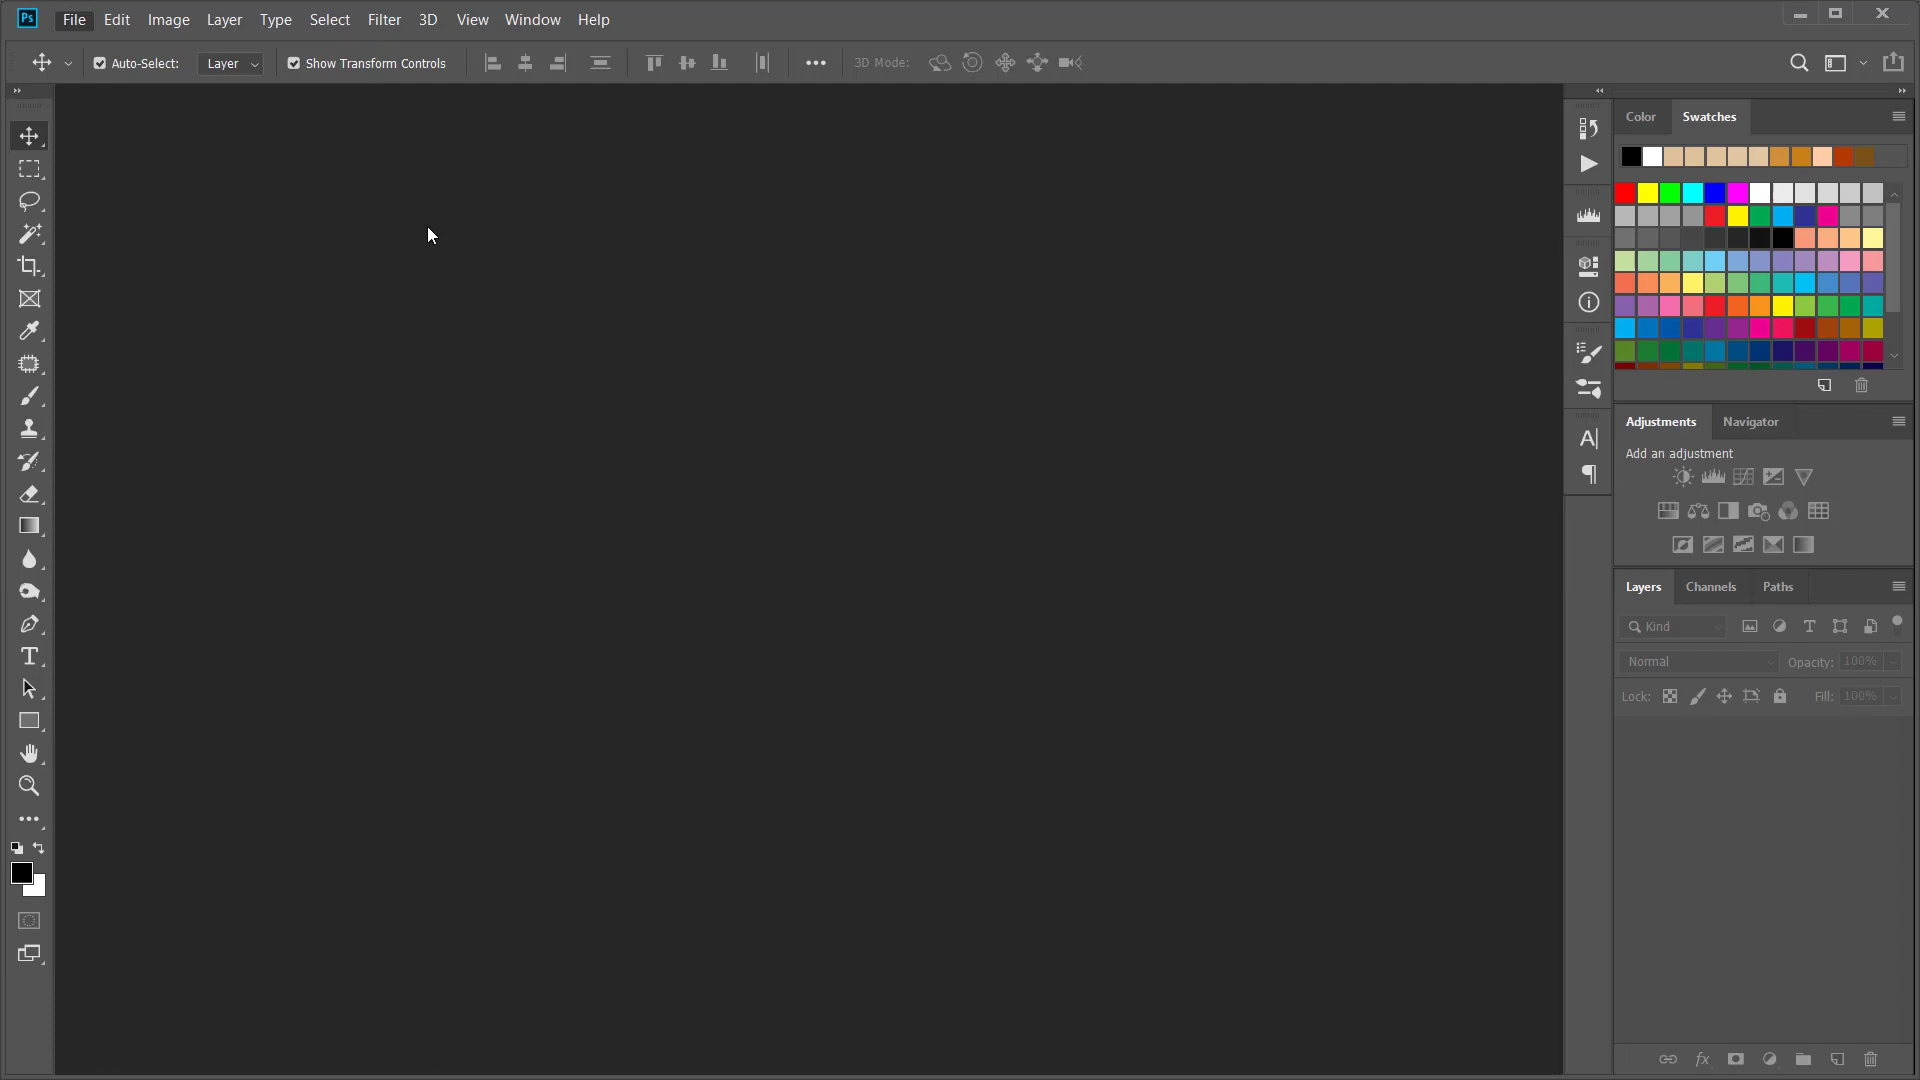 Ps File Edit Image Layer Type Select Filter 3D View Window Help
Auto-Select: Layer Show Transform Controls 3D Mode:
Color Swatches
Adjustments Navigator
Add an adjustment
Layers Channels Paths
Kind
Normal Opacity: 100%
Lock: Fill: 100%
fx